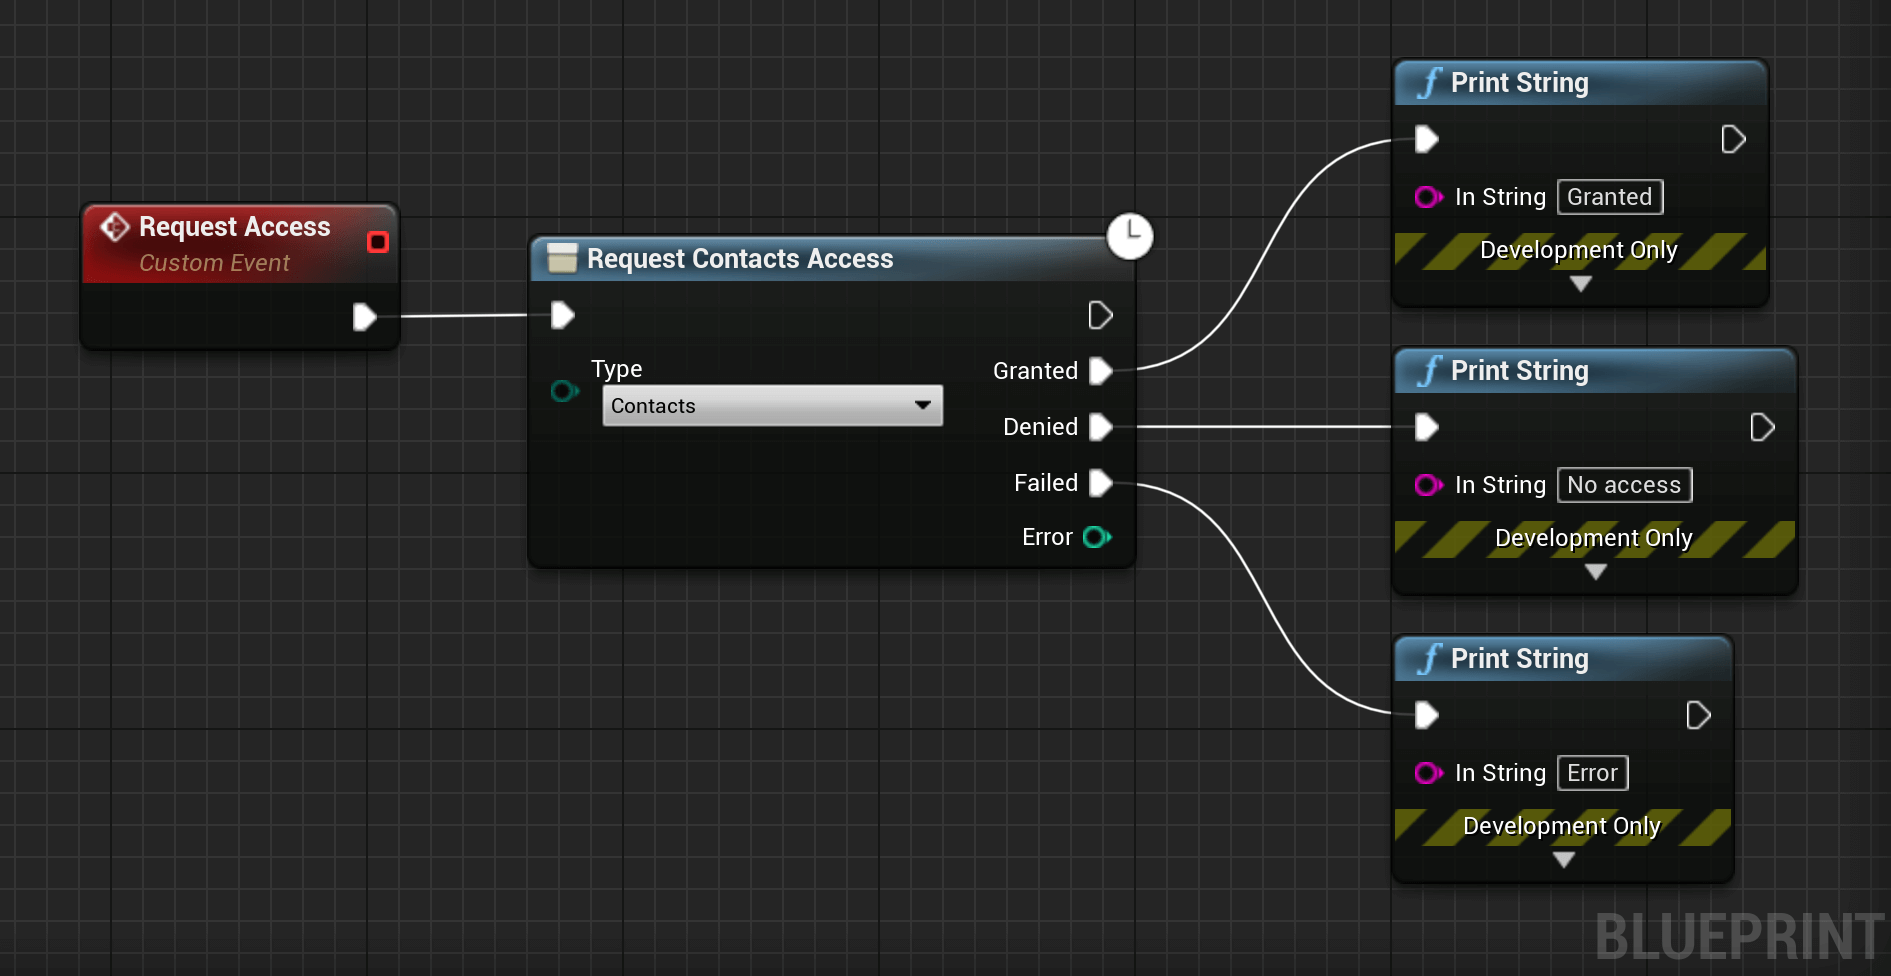 Request Access
Custom Event
Request Contacts Access
Type
Contacts
Granted
Denied
Failed
Error
Print String
In String Granted
Development Only
Print String
In String No access
Development Only
Print String
In String Error
Development Only
BLUEPRINT